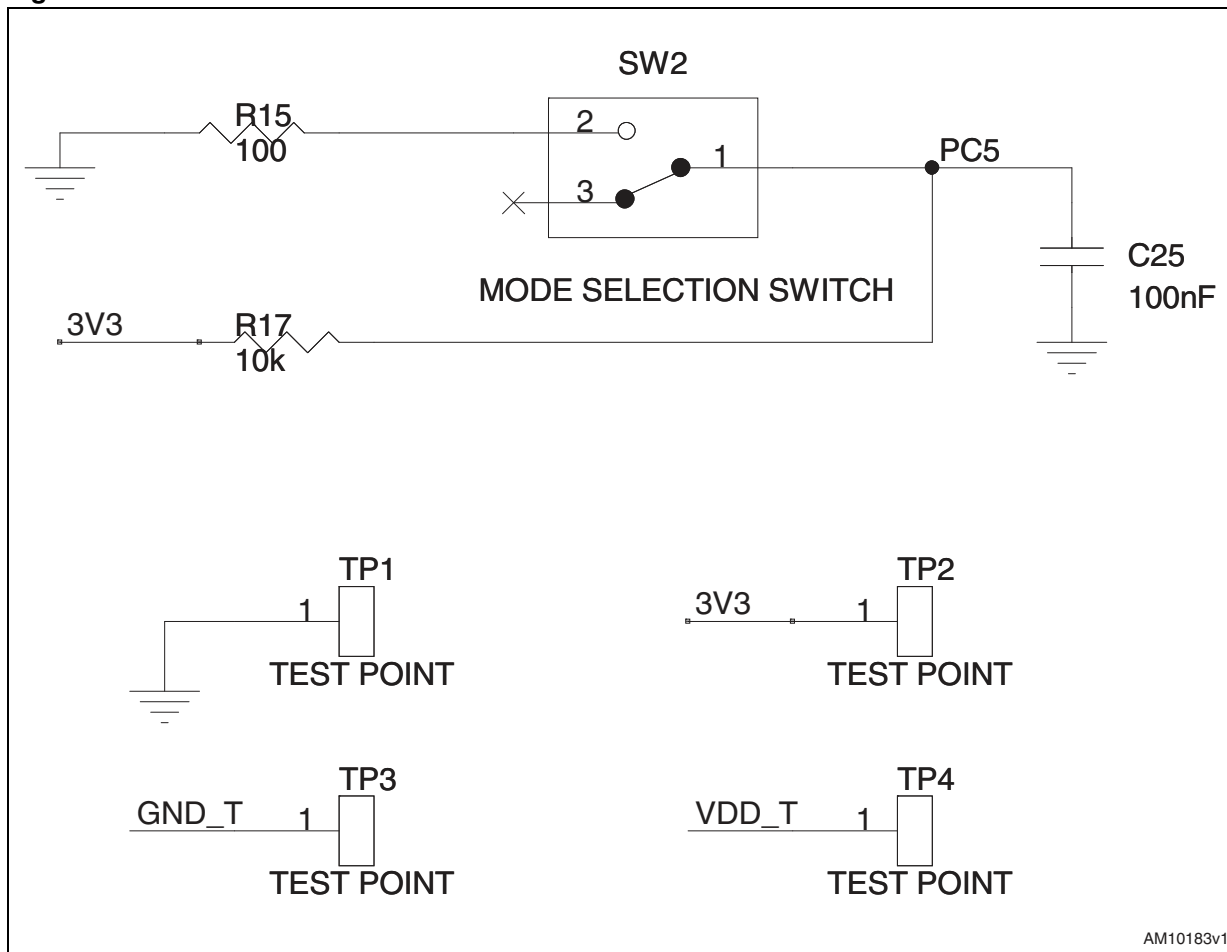 SW2
R15
100
2
1
3
PC5
MODE SELECTION SWITCH
C25
100nF
3V3
R17
10k
TP1
1
TEST POINT
TP2
3V3
1
TEST POINT
TP3
GND_T
1
TEST POINT
TP4
VDD_T
1
TEST POINT
AM10183v1